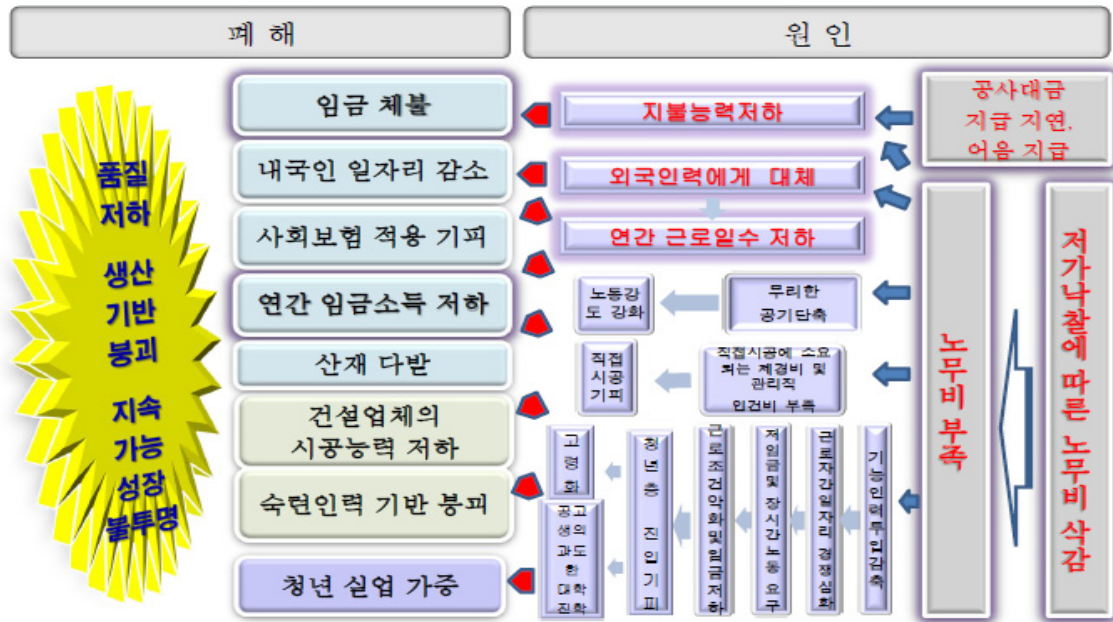 폐 해
원 인
품질
저하
생산
기반
붕괴
지속
가능
성장
불투명
임금 체불
내국인 일자리 감소
사회보험 적용 기피
연간 임금소득 저하
산재 다발
건설업체의
시공능력 저하
숙련인력 기반 붕괴
청년 실업 가중
지불능력저하
외국인력에게 대체
연간 근로일수 저하
노동강
도 강화
무리한
공기단축
직접
시공
기피
직접시공에 소요
되는 제경비 및
관리직
인건비 부족
고령화
공고
생의
과도
한
대학
진학
청년층 진입기피
근로조건악화및임금저하
저임금및 장시간노동 요구
근로자간일자리 경쟁심화
기능인력투입감축
공사대금
지급 지연,
어음 지급
노무비 부족
저가낙찰에 따른 노무비 삭감